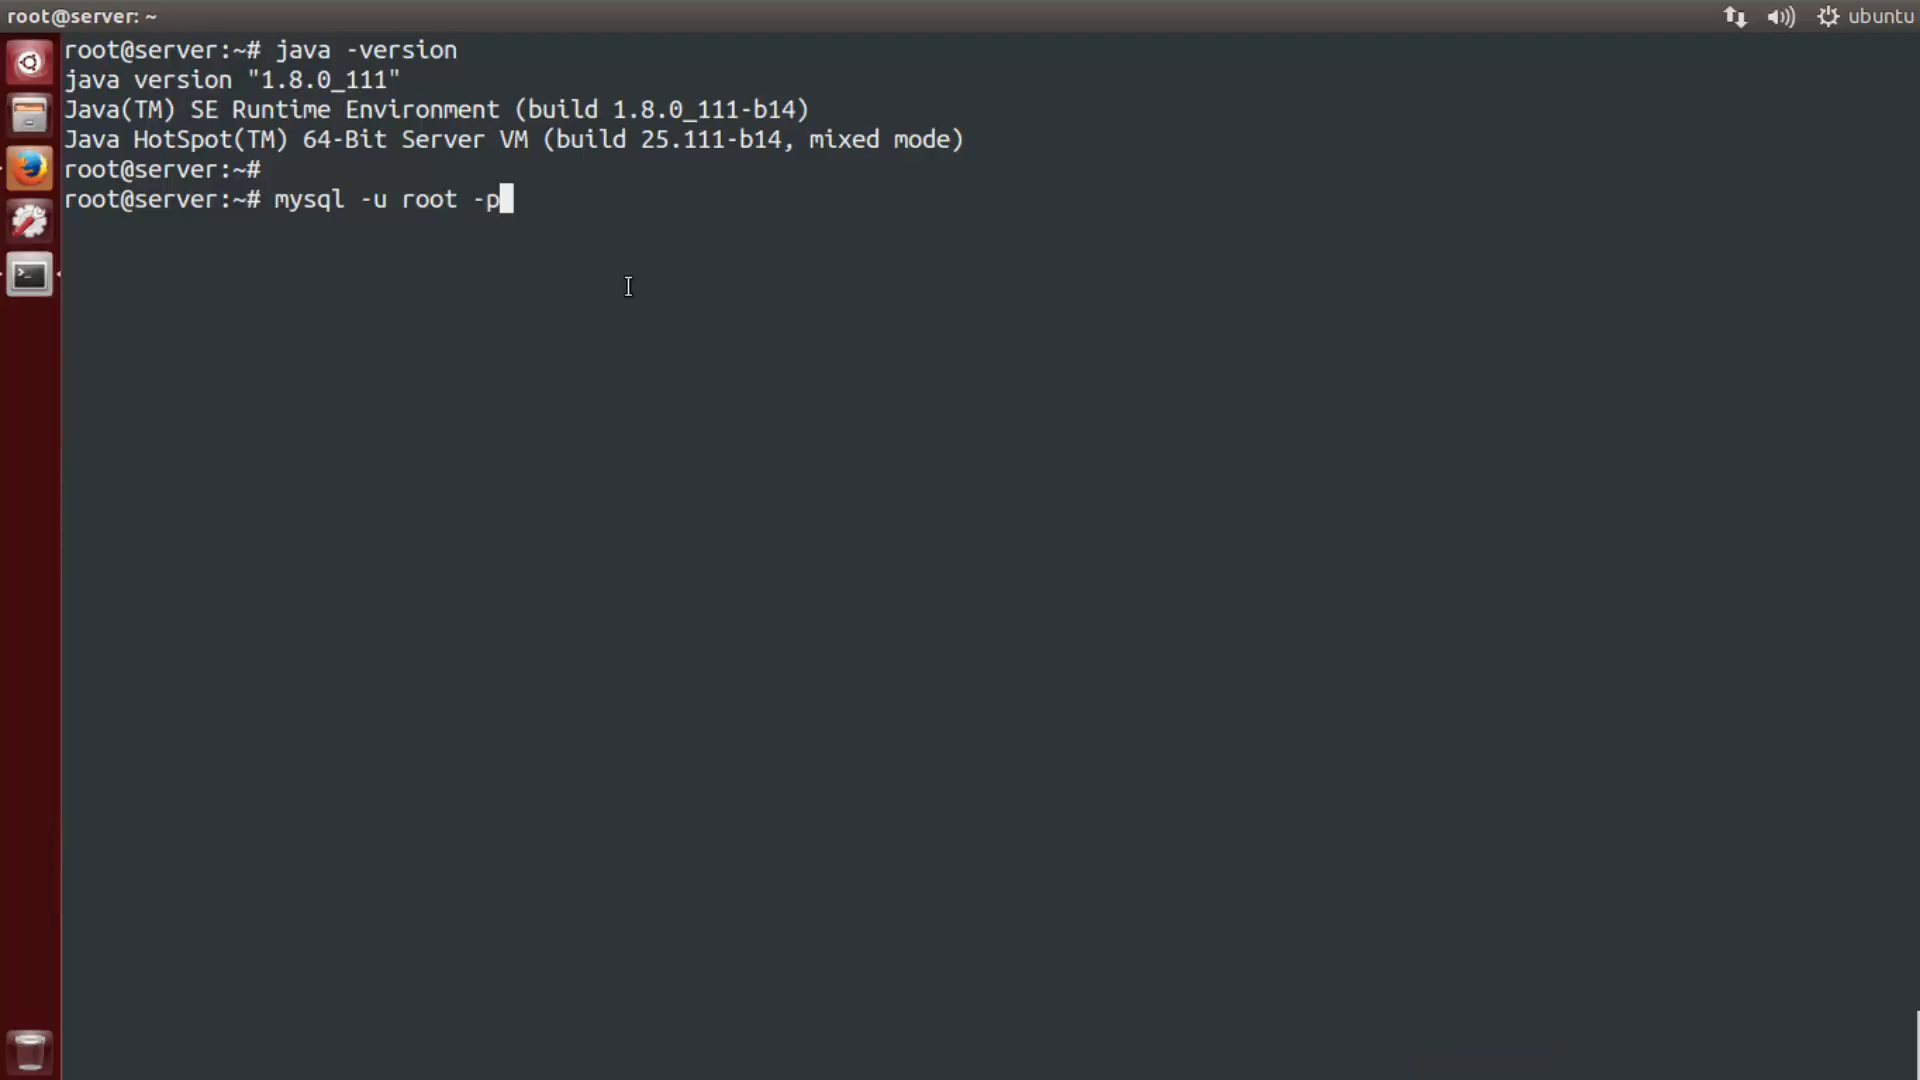 root@server: ~
ubuntu
root@server:~# java -version
java version "1.8.0_111"
Java(TM) SE Runtime Environment (build 1.8.0_111-b14)
Java HotSpot(TM) 64-Bit Server VM (build 25.111-b14, mixed mode)
root@server:~#
root@server:~# mysql -u root -p